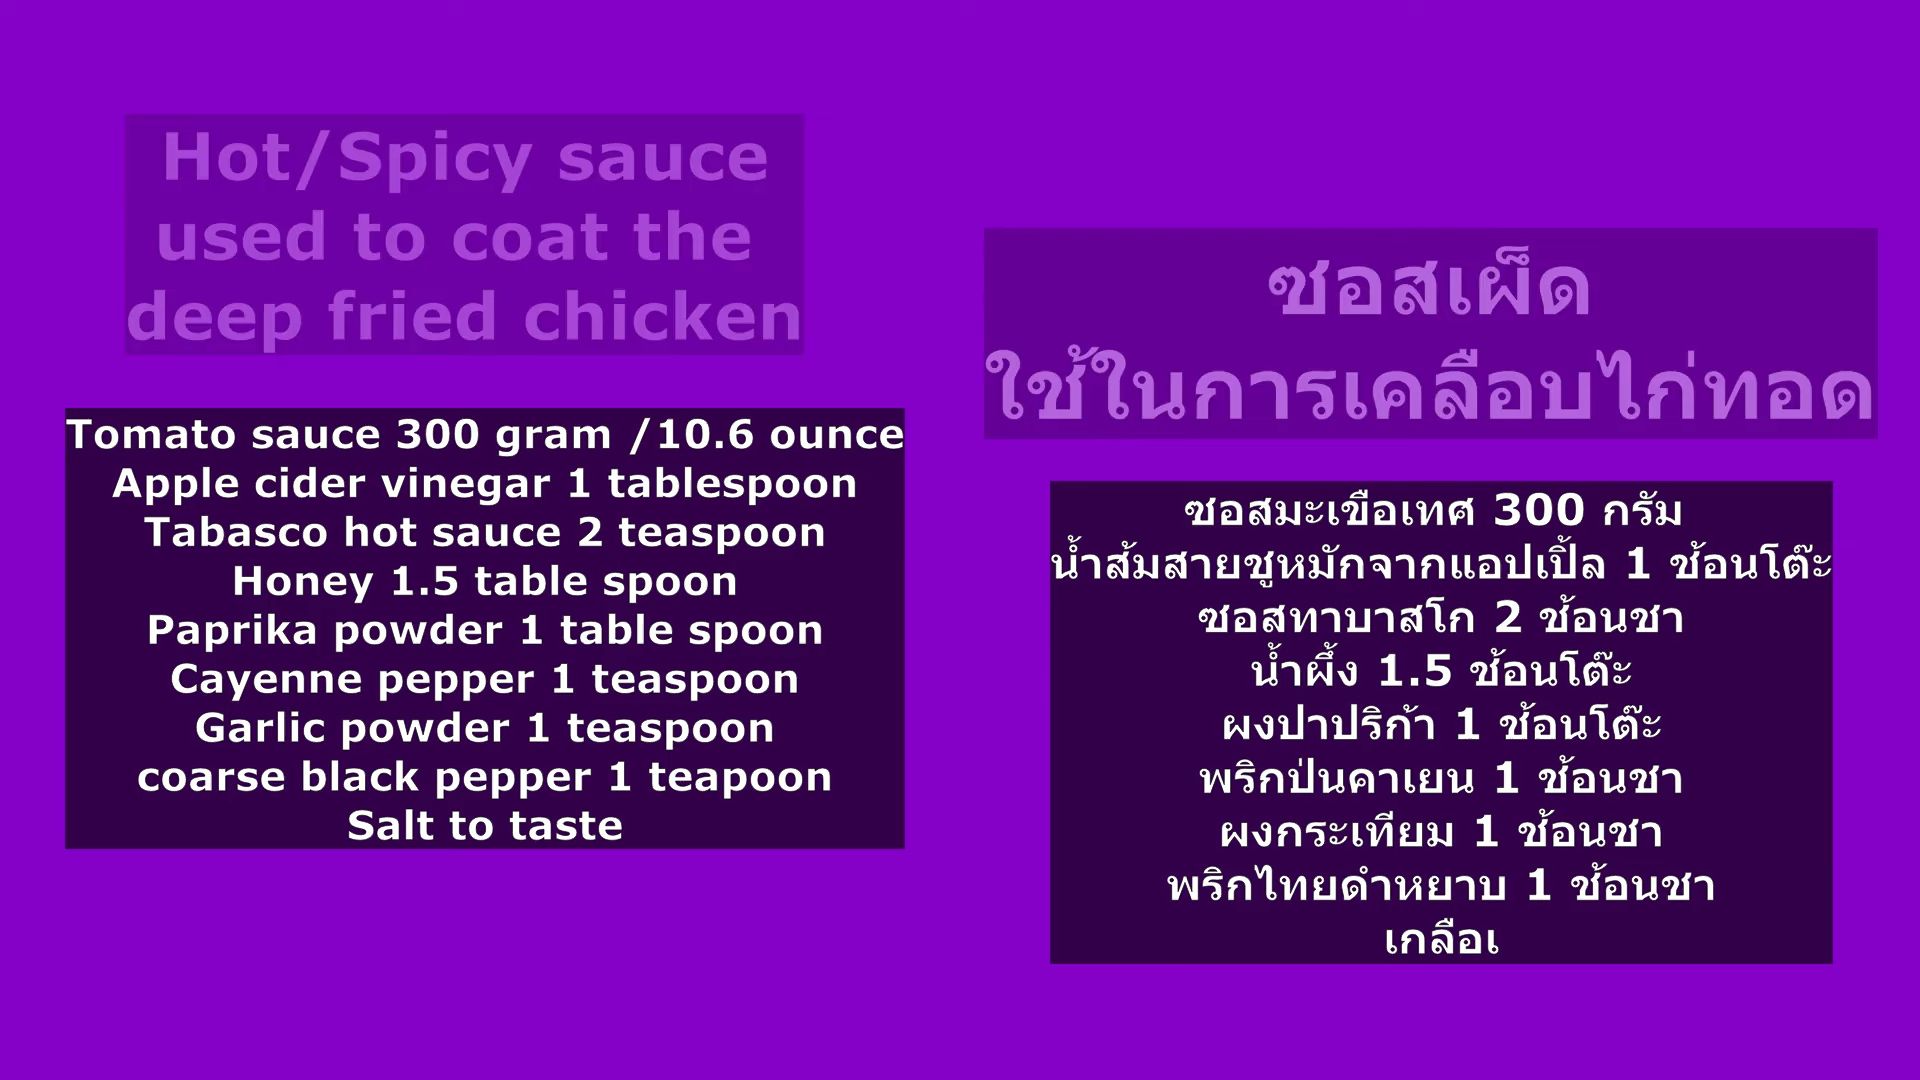 Hot/Spicy sauce
used to coat the
deep fried chicken
Tomato sauce 300 gram /10.6 ounce
Apple cider vinegar 1 tablespoon
Tabasco hot sauce 2 teaspoon
Honey 1.5 table spoon
Paprika powder 1 table spoon
Cayenne pepper 1 teaspoon
Garlic powder 1 teaspoon
coarse black pepper 1 teapoon
Salt to taste
ซอสเผ็ด
ใช้ในการเคลือบไก่ทอด
ซอสมะเขือเทศ 300 กรัม
น้ำส้มสายชูหมักจากแอปเปิ้ล 1 ช้อนโต๊ะ
ซอสทาบาสโก 2 ช้อนชา
น้ำผึ้ง 1.5 ช้อนโต๊ะ
ผงปาปริก้า 1 ช้อนโต๊ะ
พริกป่นคาเยน 1 ช้อนชา
ผงกระเทียม 1 ช้อนชา
พริกไทยดำหยาบ 1 ช้อนชา
เกลือเ